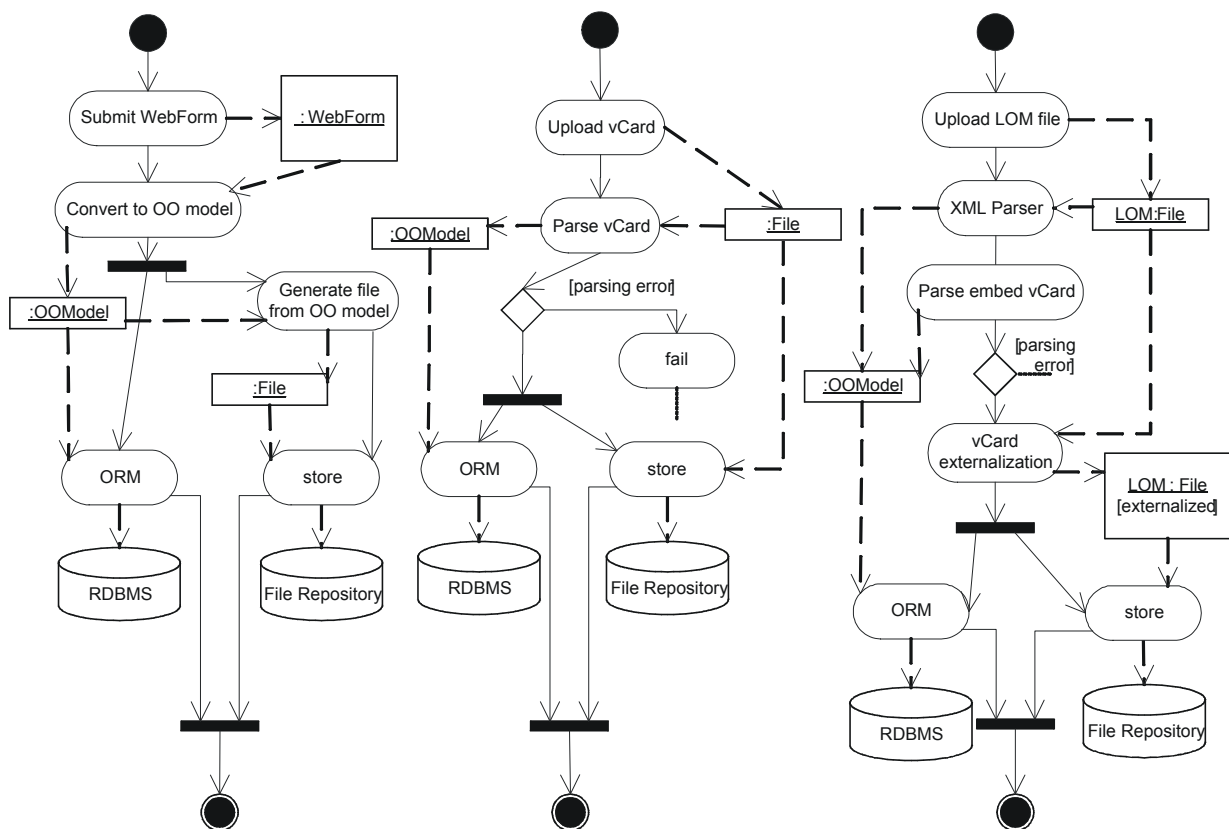 Submit WebForm
: WebForm
Convert to OO model
:OOModel
Generate file
from OO model
:File
ORM
store
RDBMS
File Repository
Upload vCard
:File
Parse vCard
:OOModel
[parsing error]
fail
ORM
store
RDBMS
File Repository
Upload LOM file
XML Parser
LOM:File
Parse embed vCard
[parsing
error]
:OOModel
vCard
externalization
LOM : File
[externalized]
ORM
store
RDBMS
File Repository